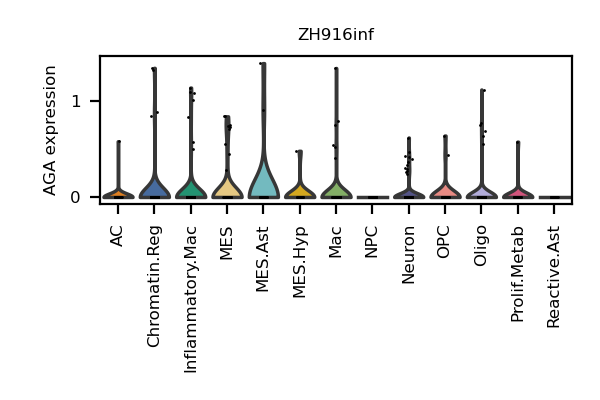 ZH916inf
AGA expression
1
0
AC
Chromatin.Reg
Inflammatory.Mac
MES
MES.Ast
MES.Hyp
Mac
NPC
Neuron
OPC
Oligo
Prolif.Metab
Reactive.Ast